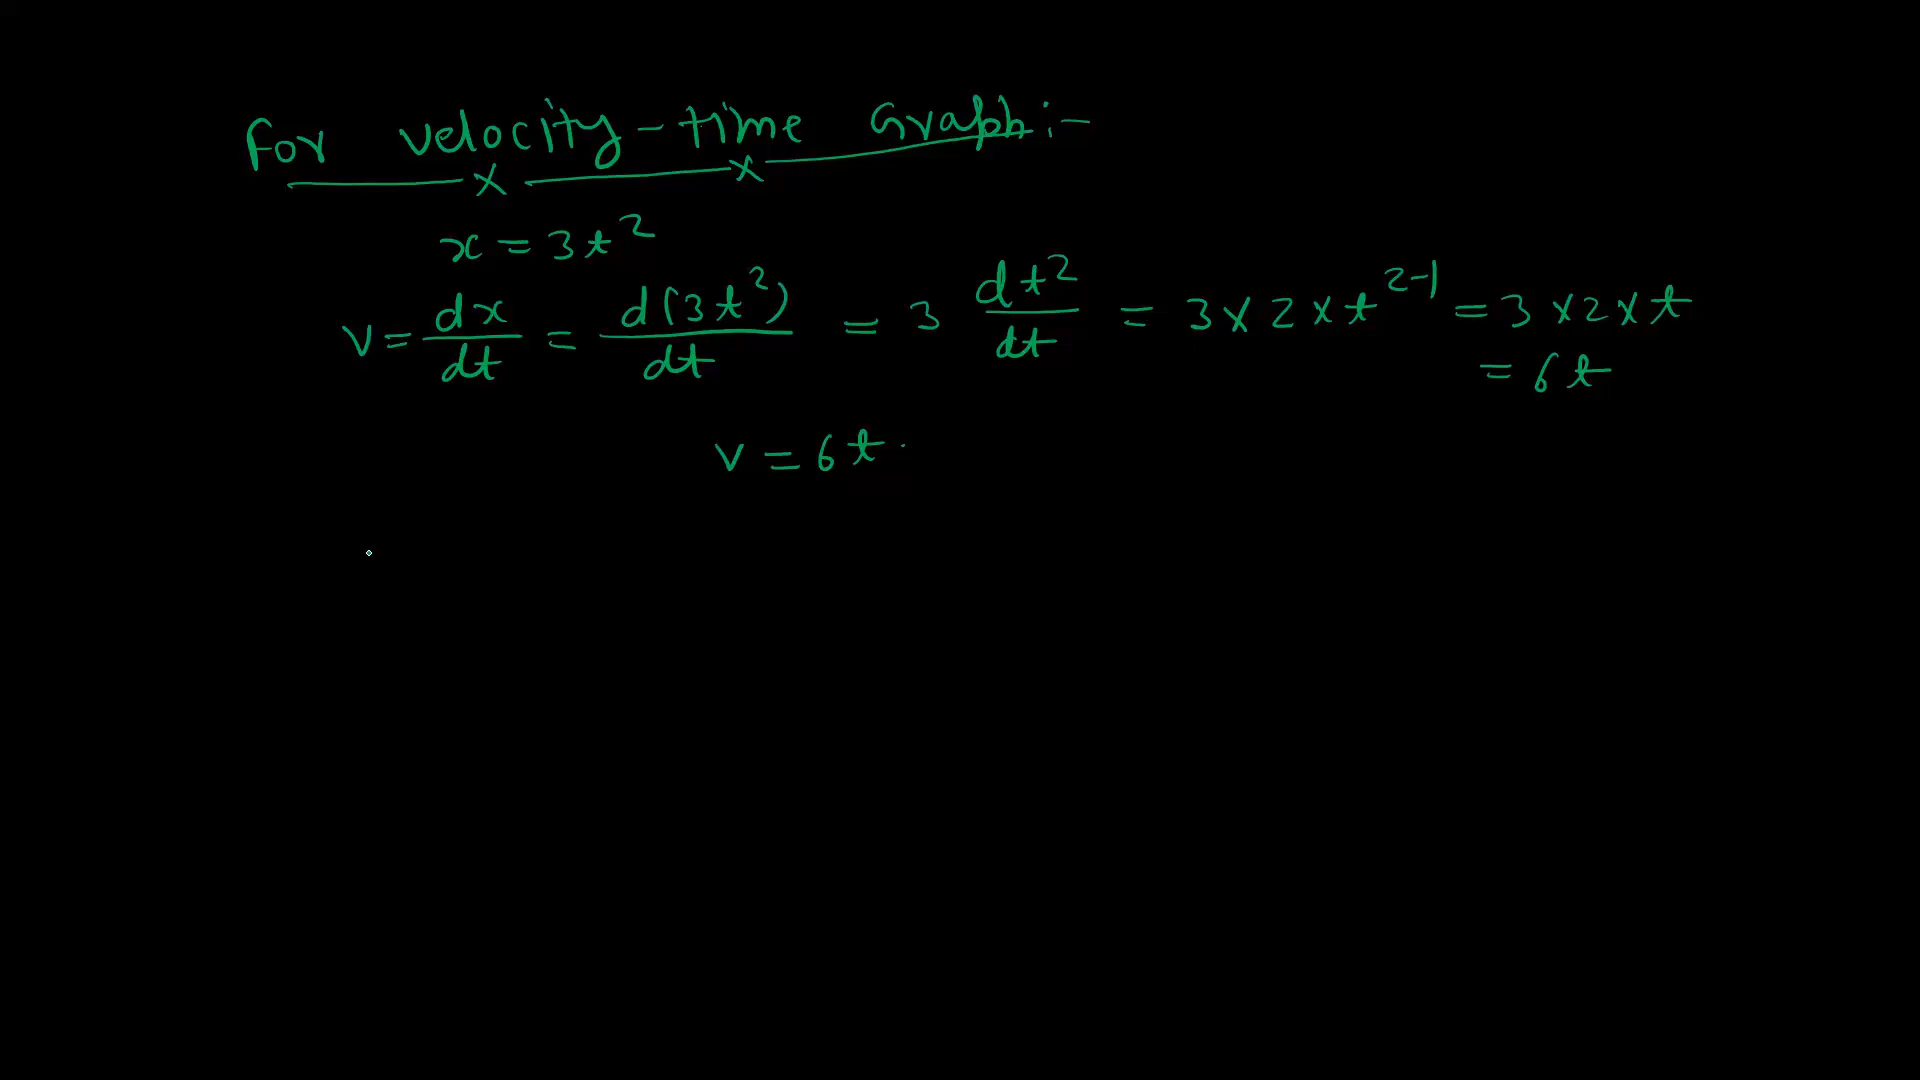 For velocity-time Graph:-
x = 3t²
v = dx/dt = d(3t²)/dt = 3 dt²/dt = 3 x 2 x t²⁻¹ = 3 x 2 x t
= 6t
v = 6t.